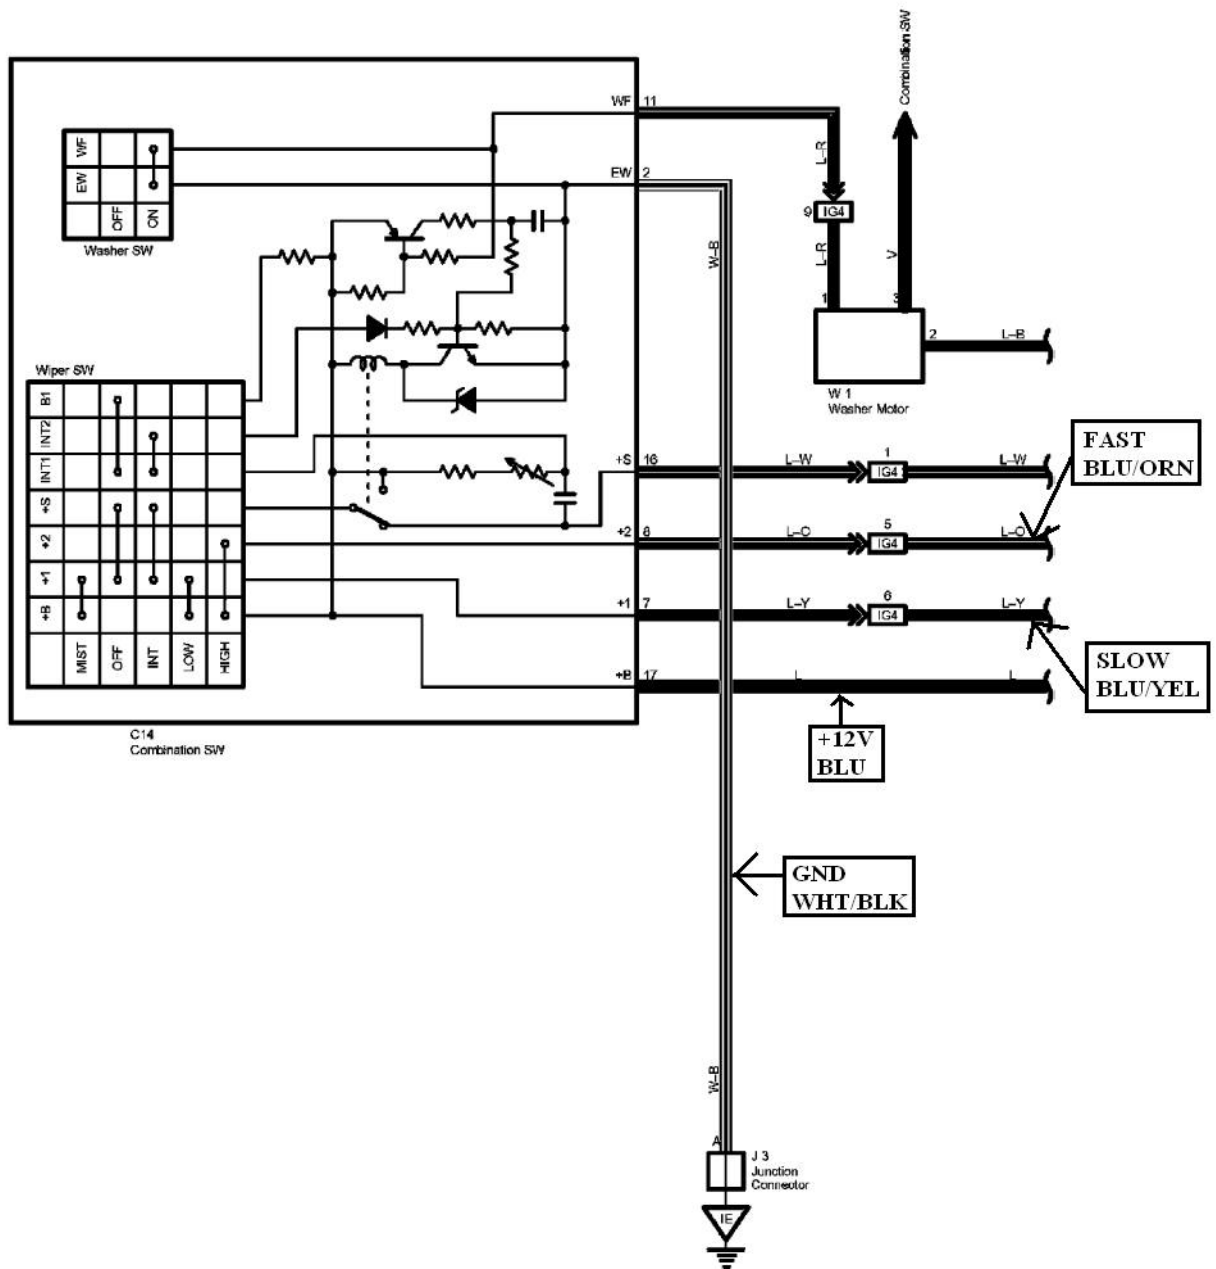 Combination SW
WF 11
WF
EW
OFF
ON
Washer SW
EW 2
L-R
9 IG4
L-R
V
W-B
1
3
2
L-B
W 1
Washer Motor
Wiper SW
B1
INT2
INT1
+S
+2
+1
+B
MIST
OFF
INT
LOW
HIGH
+S 16
L-W
1
IG4
L-W
FAST
BLU/ORN
+2 8
L-O
5
IG4
L-O
+1 7
L-Y
6
IG4
L-Y
SLOW
BLU/YEL
+B 17
L
L
+12V
BLU
C14
Combination SW
GND
WHT/BLK
W-B
A
J 3
Junction
Connector
IE